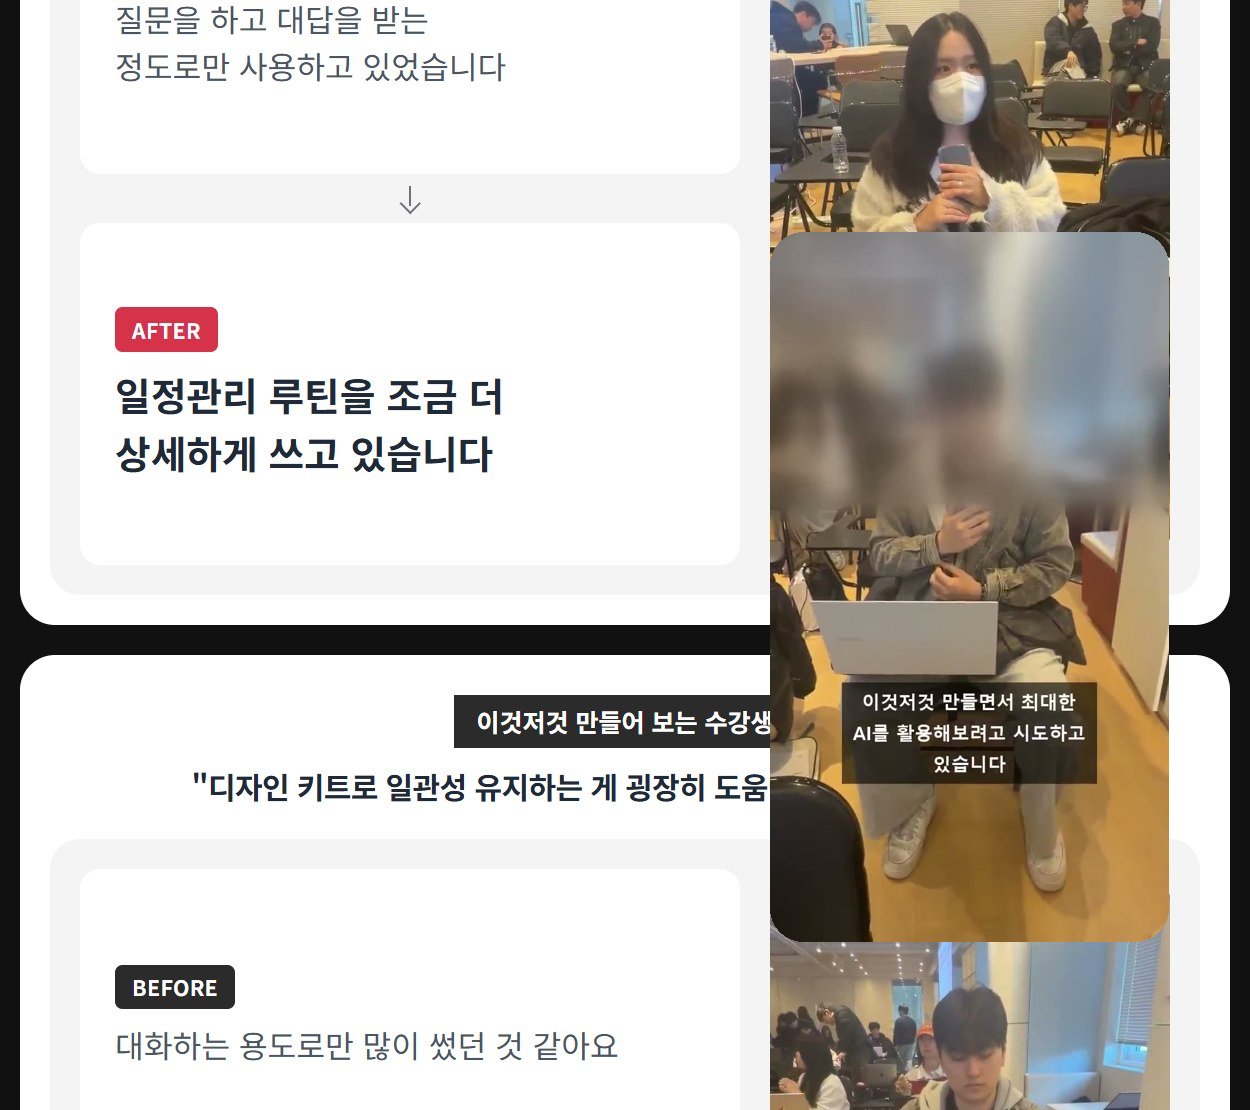 질문을 하고 대답을 받는
정도로만 사용하고 있었습니다
AFTER
일정관리 루틴을 조금 더
상세하게 쓰고 있습니다
이것저것 만들면서 최대한
AI를 활용해보려고 시도하고
있습니다
이것저것 만들어 보는 수강생
"디자인 키트로 일관성 유지하는 게 굉장히 도움
BEFORE
대화하는 용도로만 많이 썼던 것 같아요